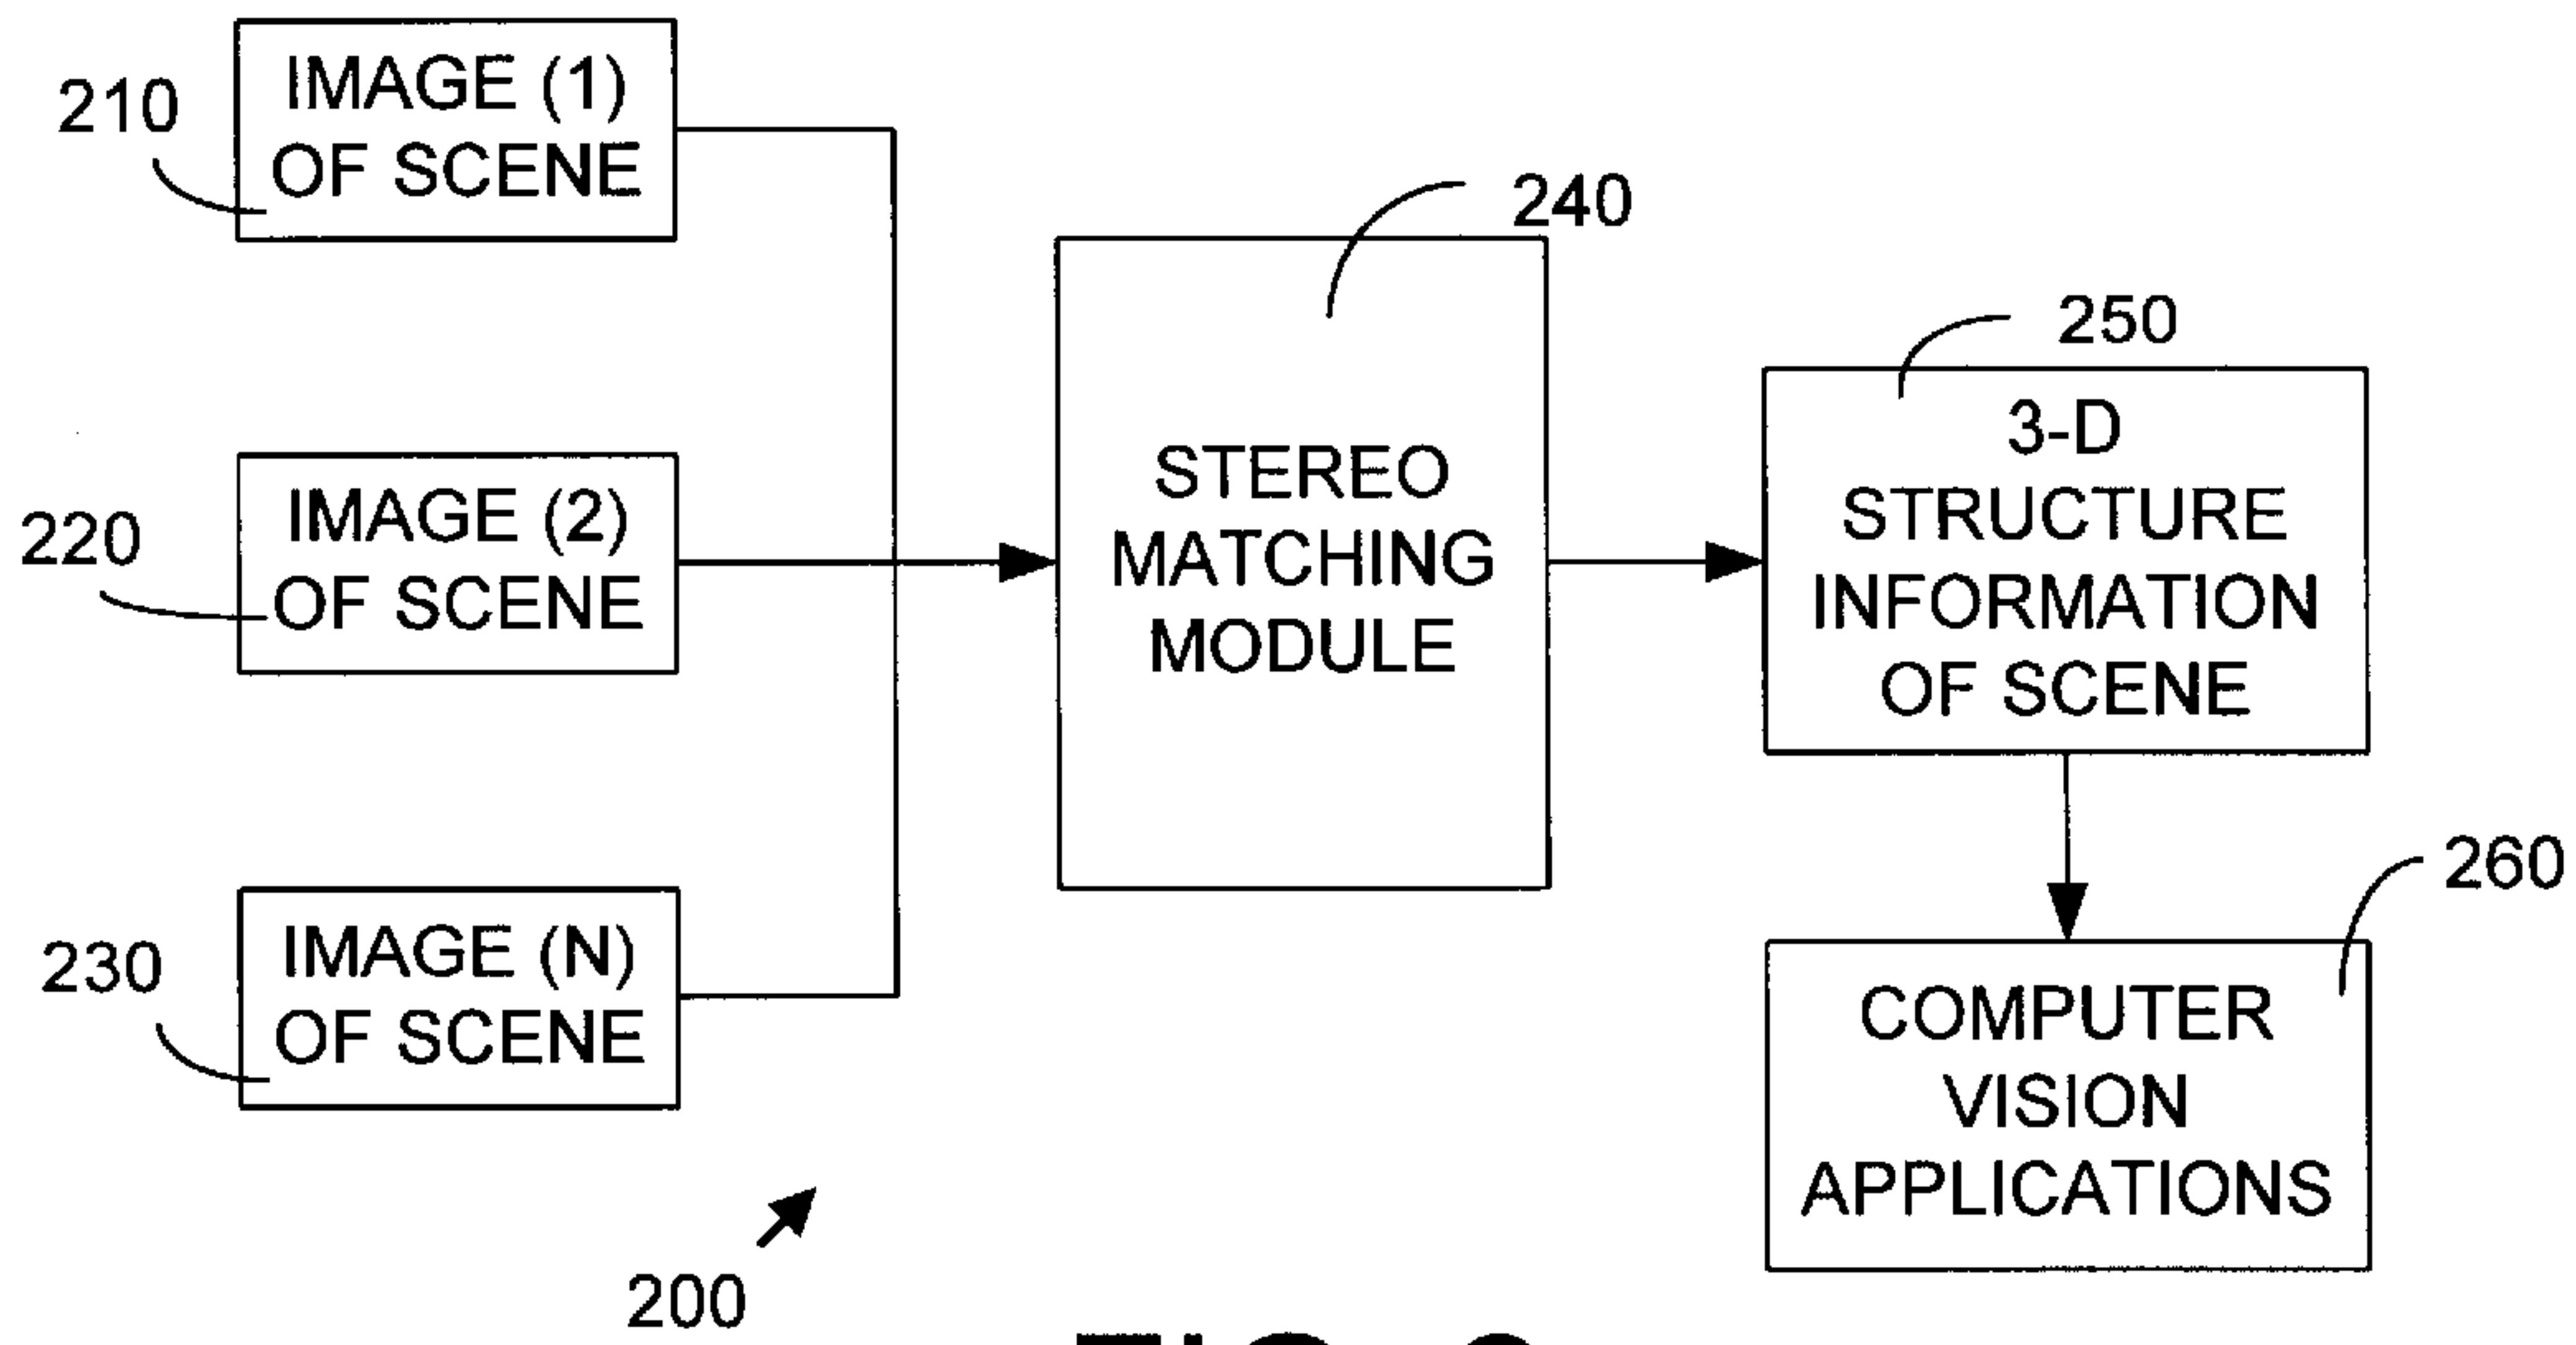 210
IMAGE (1)
OF SCENE
220
IMAGE (2)
OF SCENE
230
IMAGE (N)
OF SCENE
240
STEREO
MATCHING
MODULE
250
3-D
STRUCTURE
INFORMATION
OF SCENE
260
COMPUTER
VISION
APPLICATIONS
200